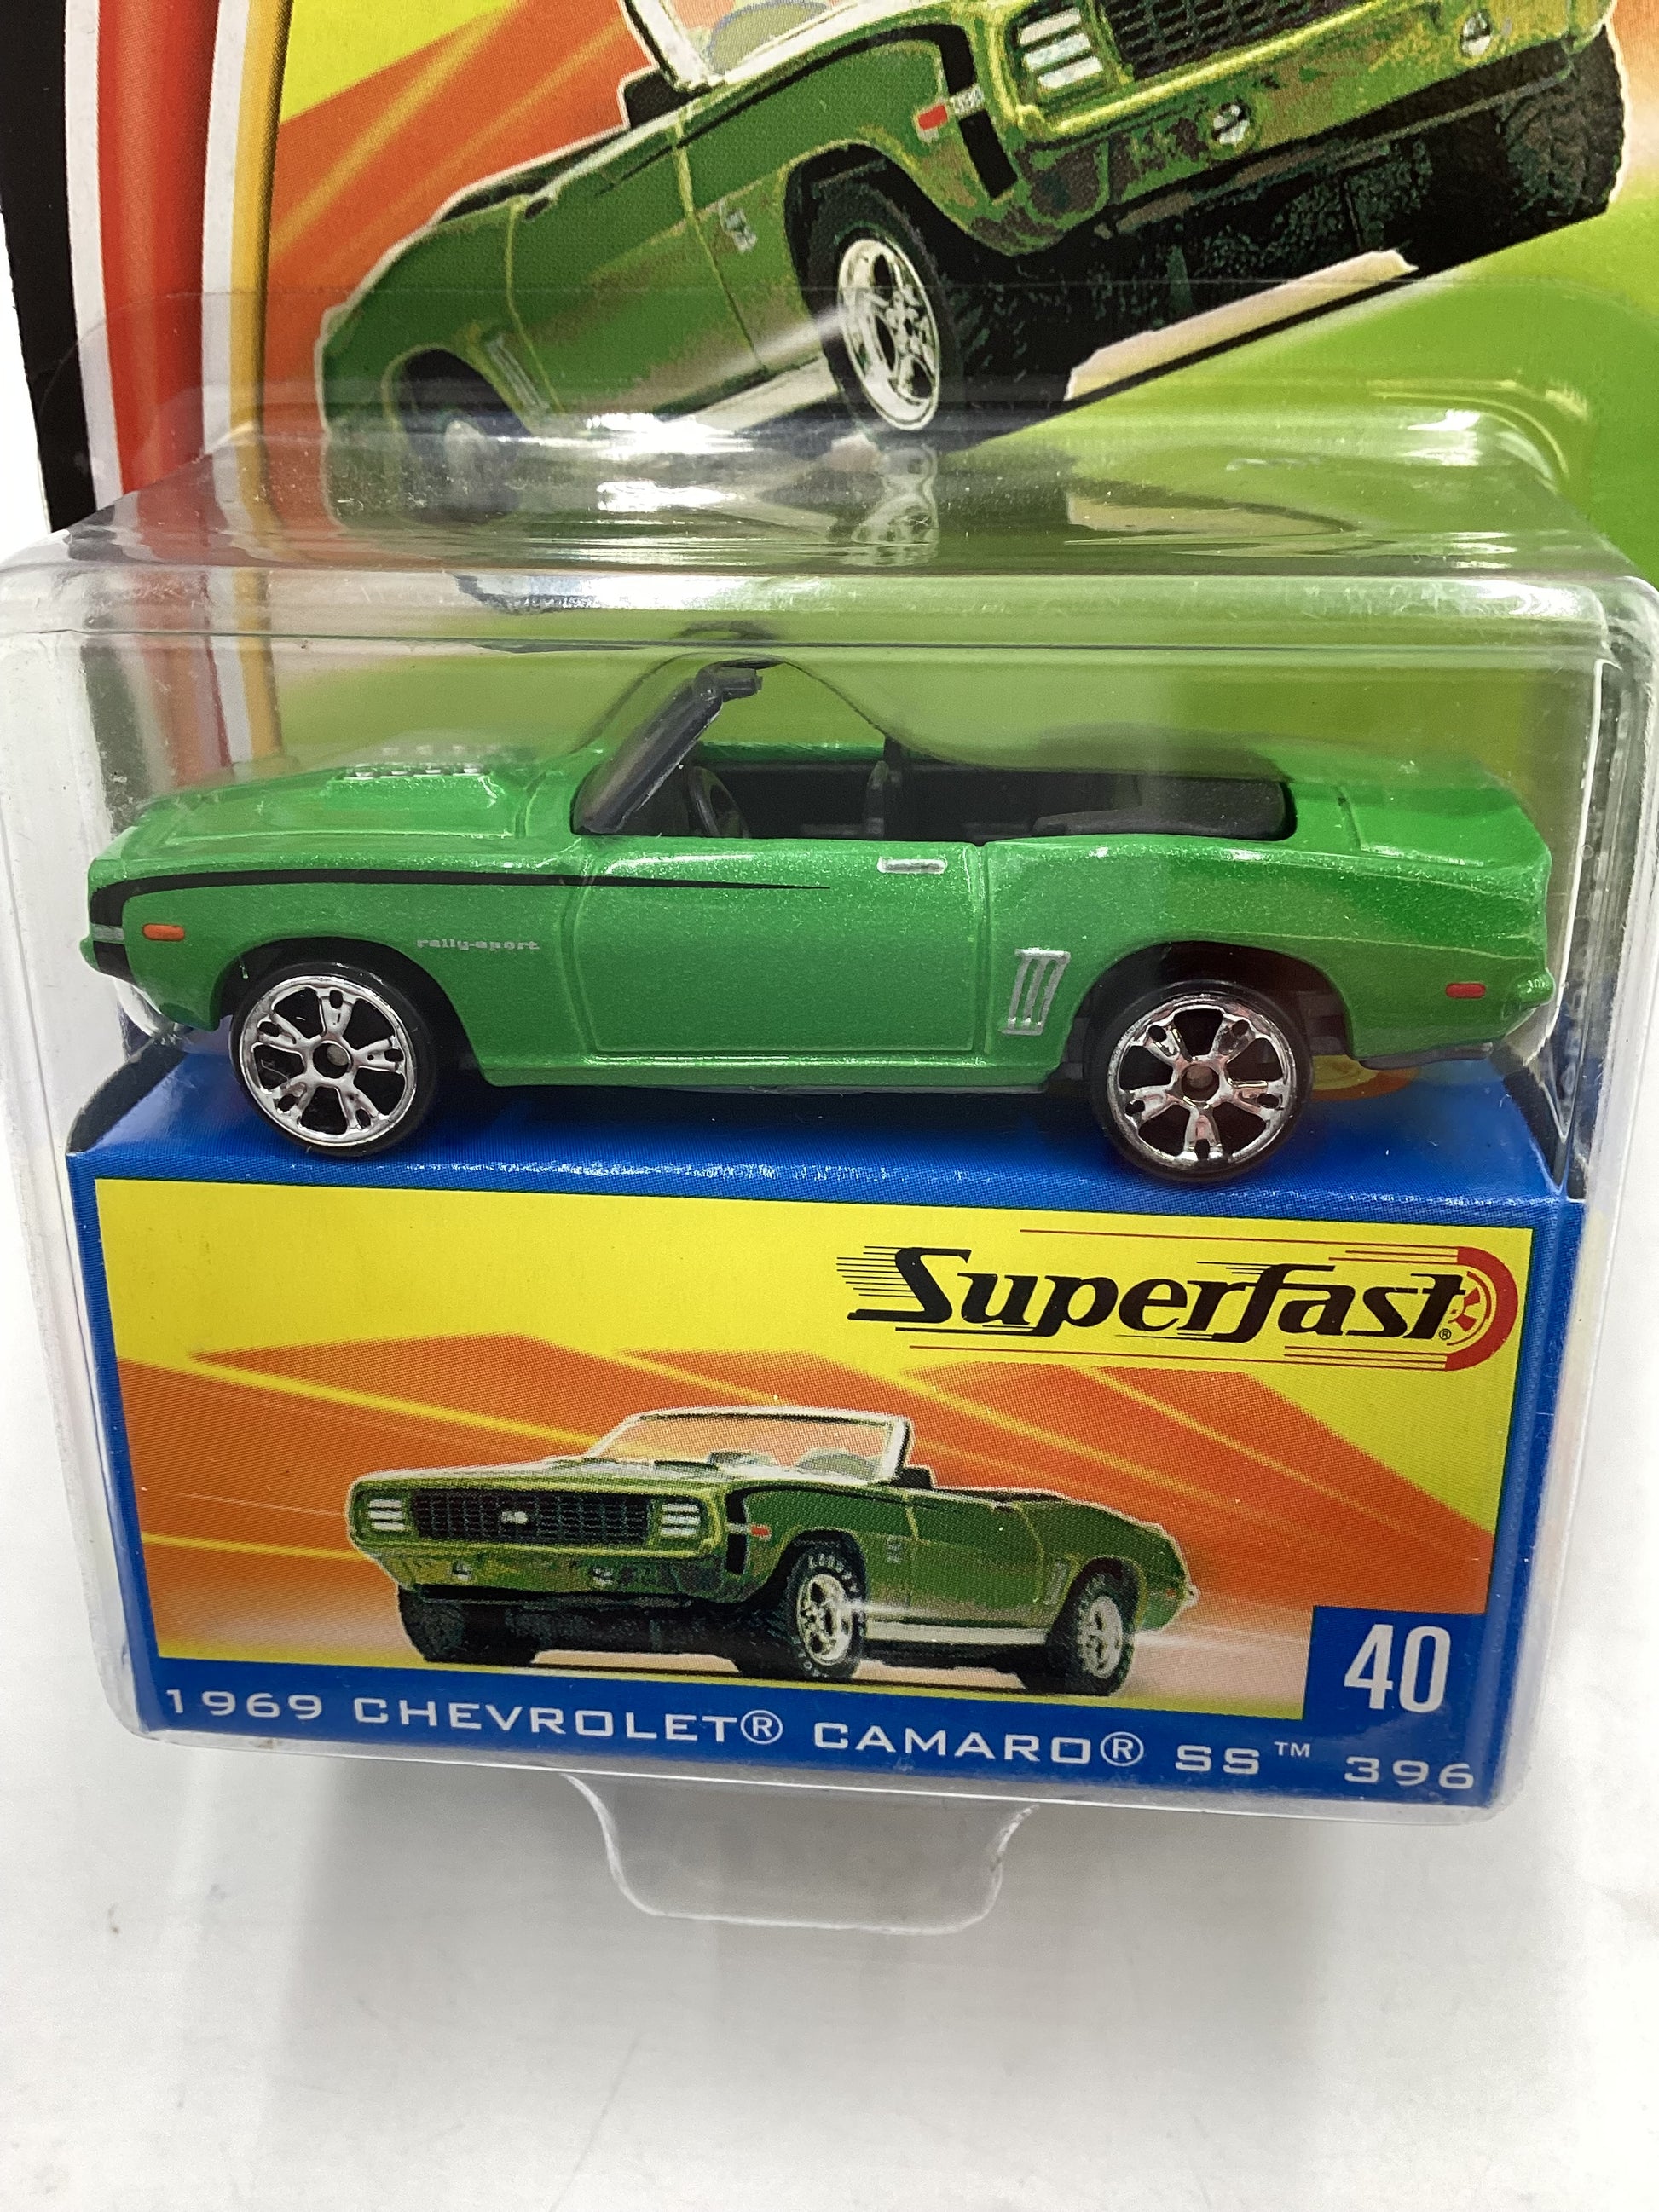 rally-sport
Superfast®
40
1969 CHEVROLET® CAMARO® SS™ 396